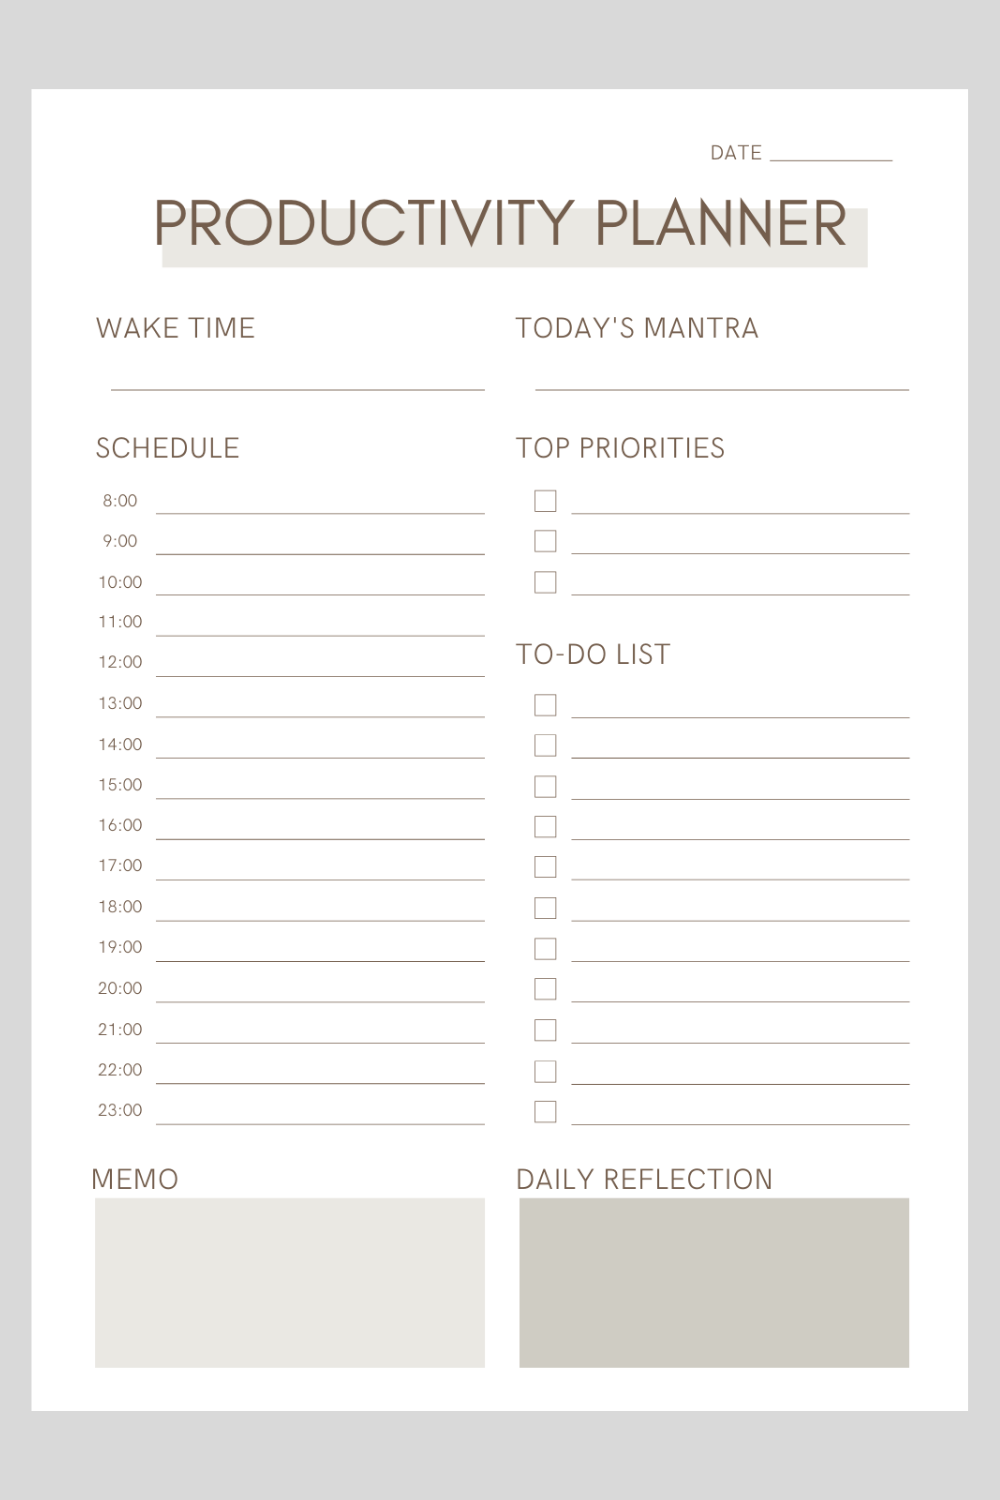 DATE
PRODUCTIVITY PLANNER
WAKE TIME
TODAY'S MANTRA
SCHEDULE
8:00
9:00
10:00
11:00
12:00
13:00
14:00
15:00
16:00
17:00
18:00
19:00
20:00
21:00
22:00
23:00
TOP PRIORITIES
TO-DO LIST
MEMO
DAILY REFLECTION